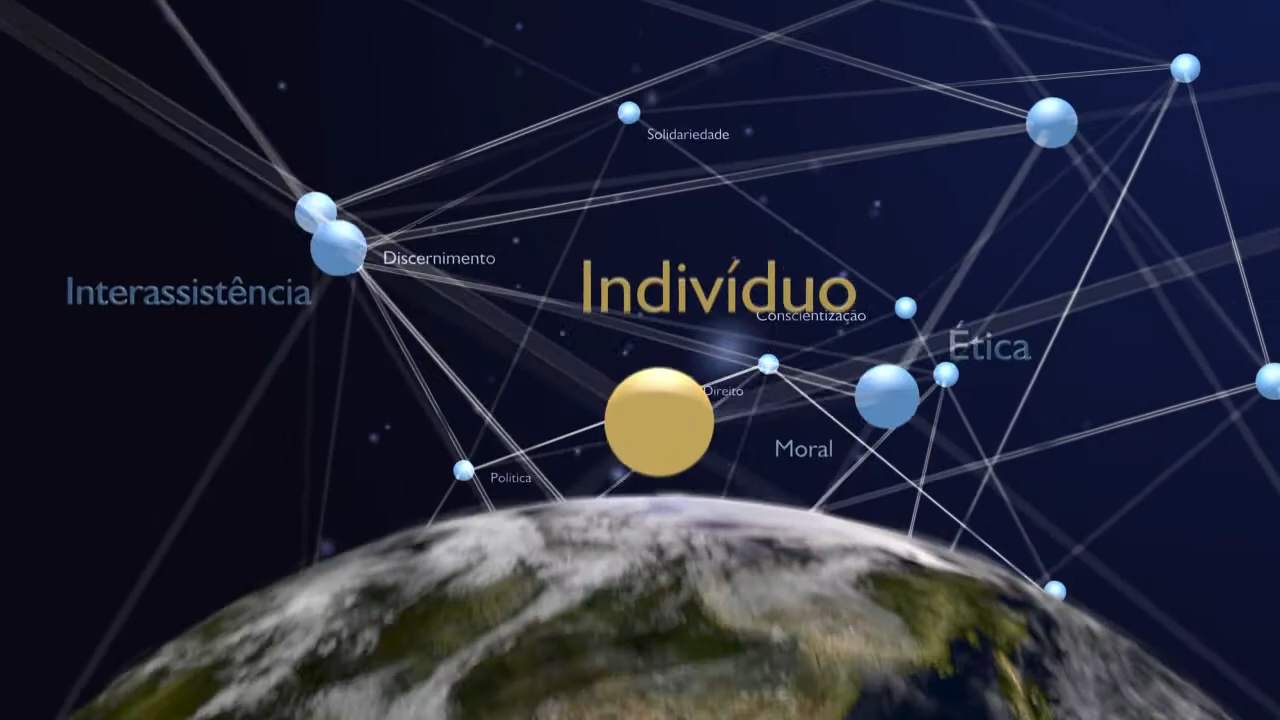 Solidariedade
Discernimento
Interassistência
Indivíduo
Conscientização
Ética
Direito
Moral
Política